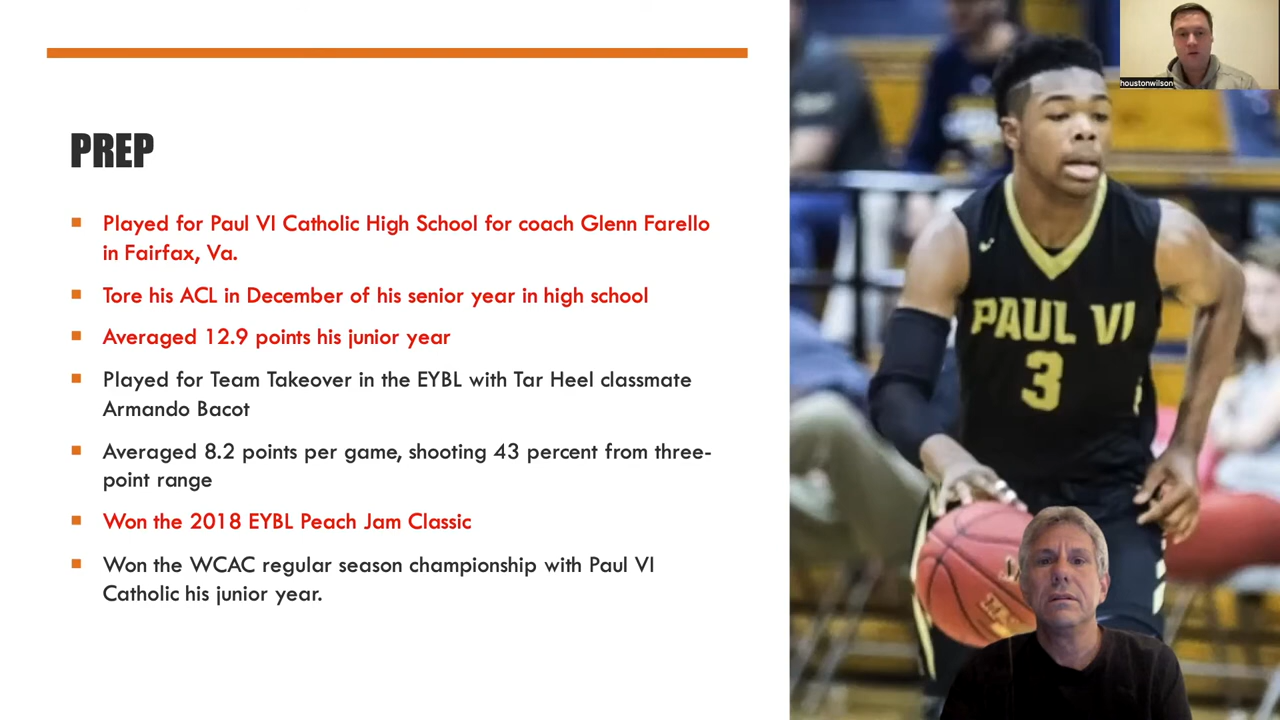 PREP
Played for Paul VI Catholic High School for coach Glenn Farello
in Fairfax, Va.
Tore his ACL in December of his senior year in high school
Averaged 12.9 points his junior year
Played for Team Takeover in the EYBL with Tar Heel classmate
Armando Bacot
Averaged 8.2 points per game, shooting 43 percent from three-
point range
Won the 2018 EYBL Peach Jam Classic
Won the WCAC regular season championship with Paul VI
Catholic his junior year.
houstonwilson
PAUL VI
3